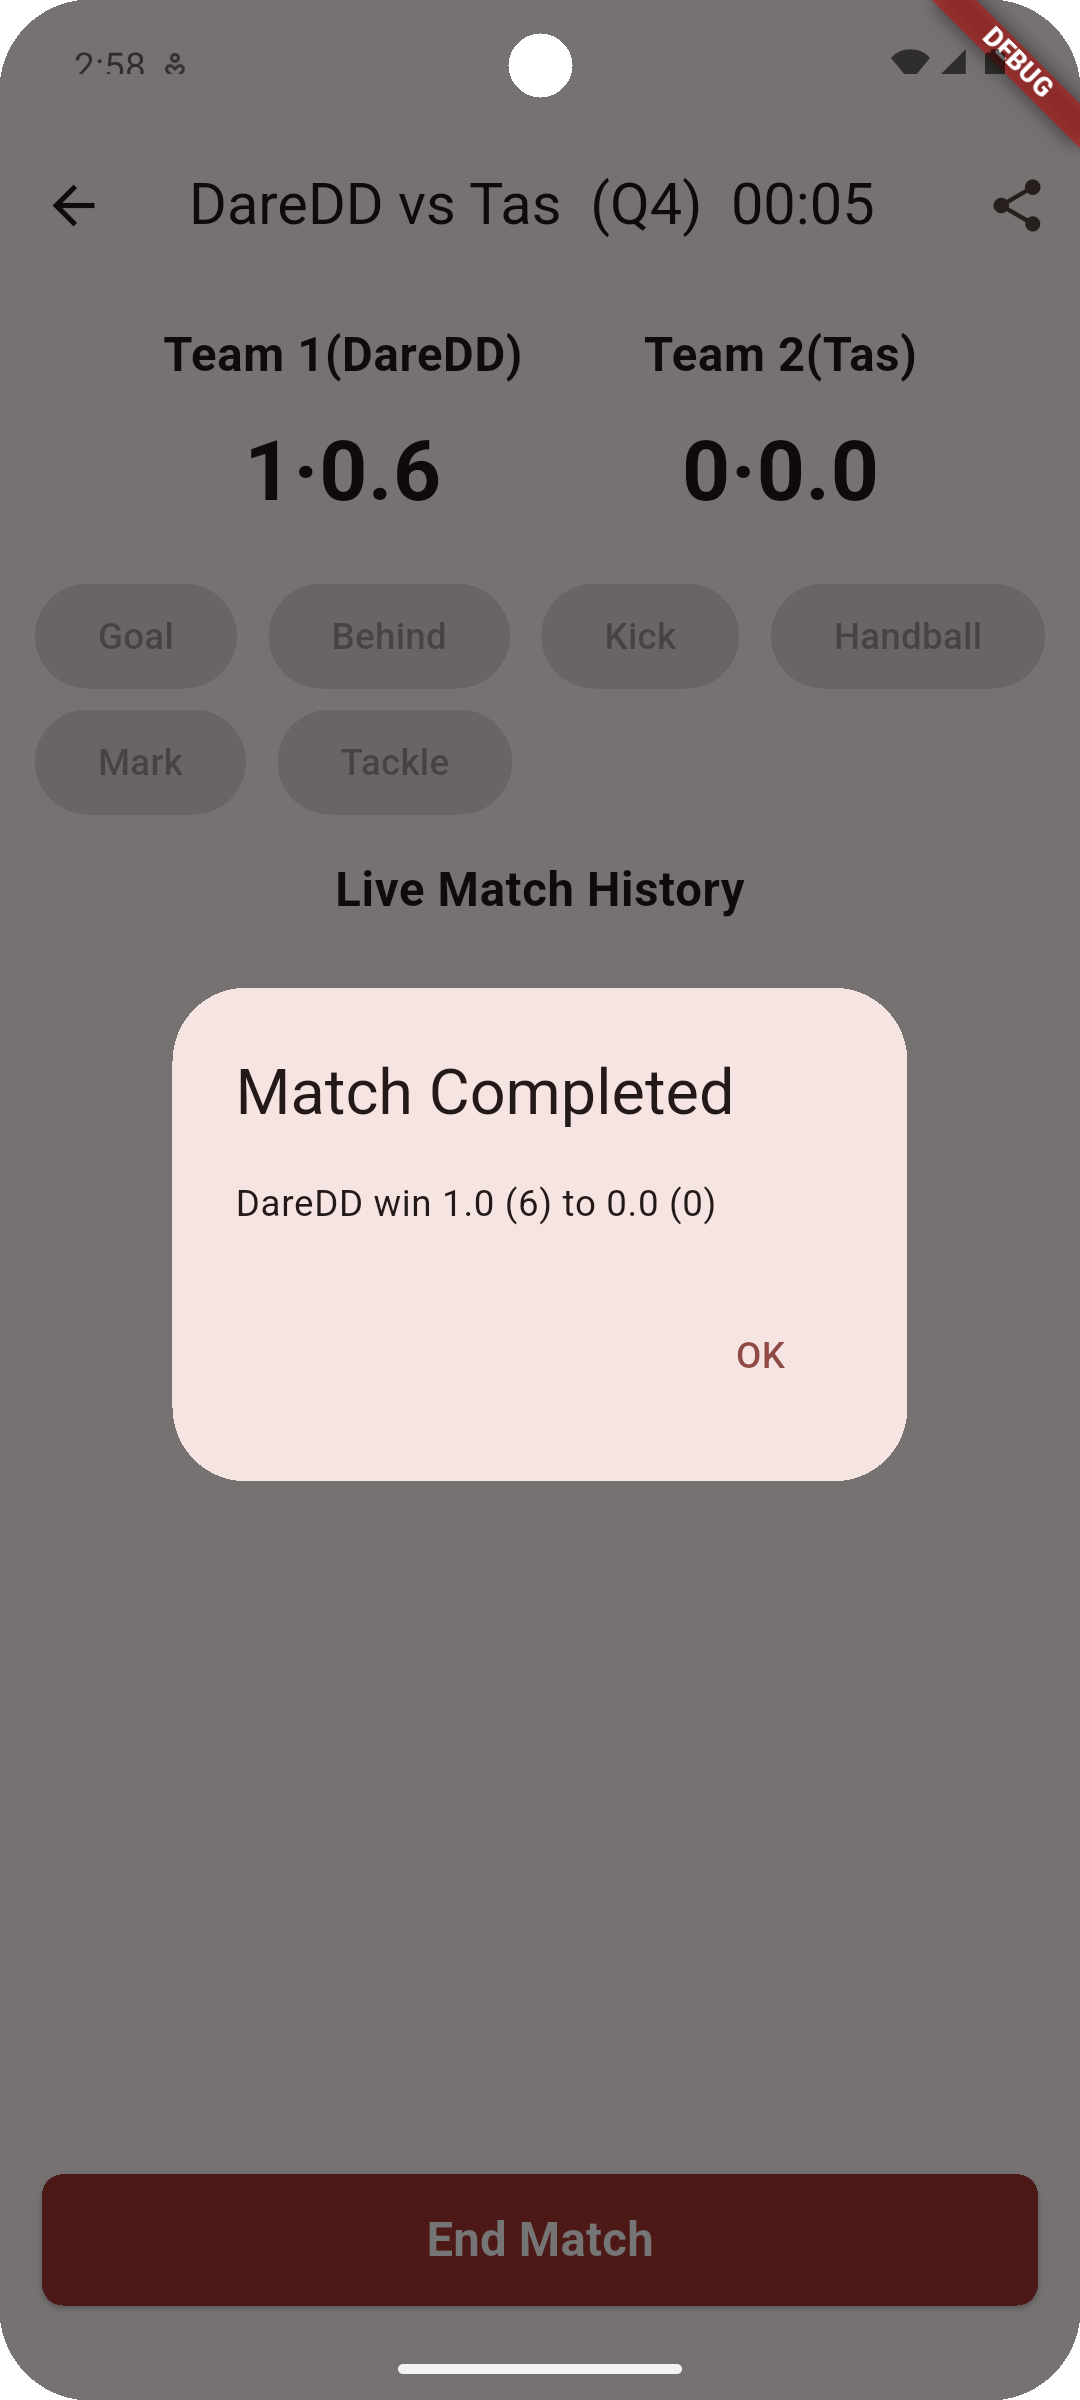 2:58
DEBUG
DareDD vs Tas (Q4) 00:05
Team 1(DareDD) Team 2(Tas)
1·0.6 0·0.0
Goal Behind Kick Handball
Mark Tackle
Live Match History
Match Completed
DareDD win 1.0 (6) to 0.0 (0)
OK
End Match